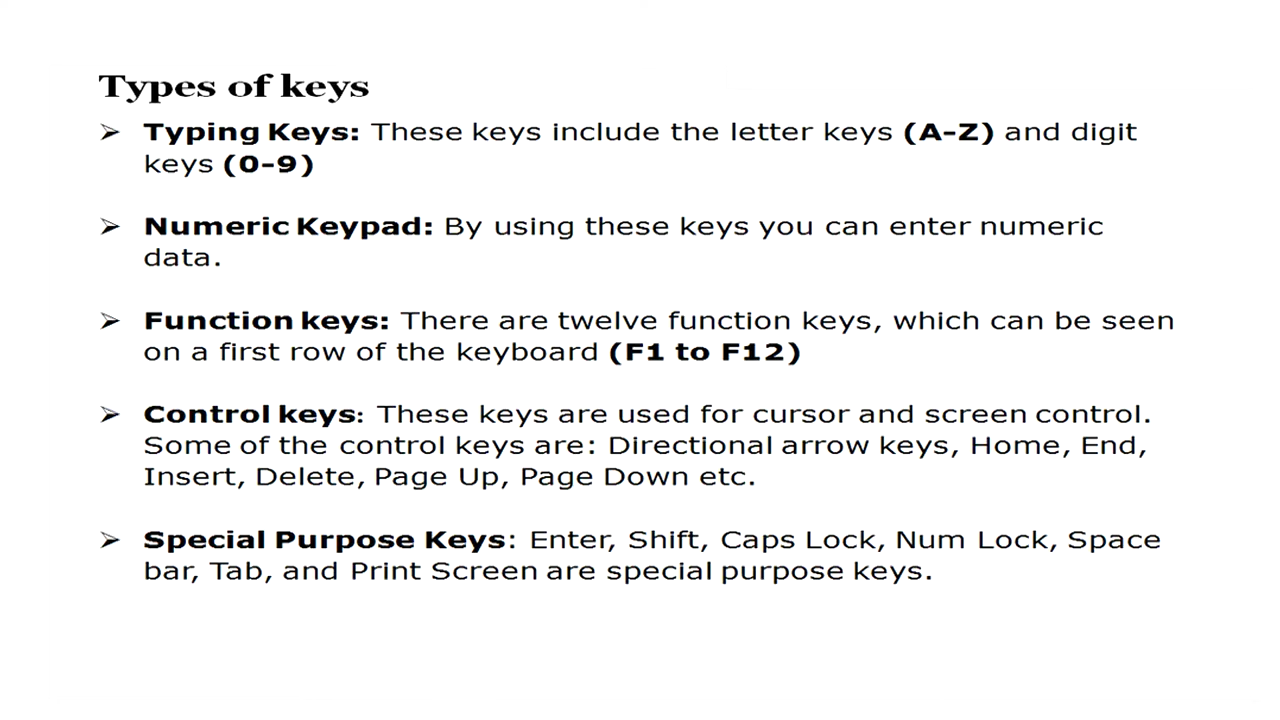 Types of keys
➢ Typing Keys: These keys include the letter keys (A-Z) and digit
keys (0-9)
➢ Numeric Keypad: By using these keys you can enter numeric
data.
➢ Function keys: There are twelve function keys, which can be seen
on a first row of the keyboard (F1 to F12)
➢ Control keys: These keys are used for cursor and screen control.
Some of the control keys are: Directional arrow keys, Home, End,
Insert, Delete, Page Up, Page Down etc.
➢ Special Purpose Keys: Enter, Shift, Caps Lock, Num Lock, Space
bar, Tab, and Print Screen are special purpose keys.